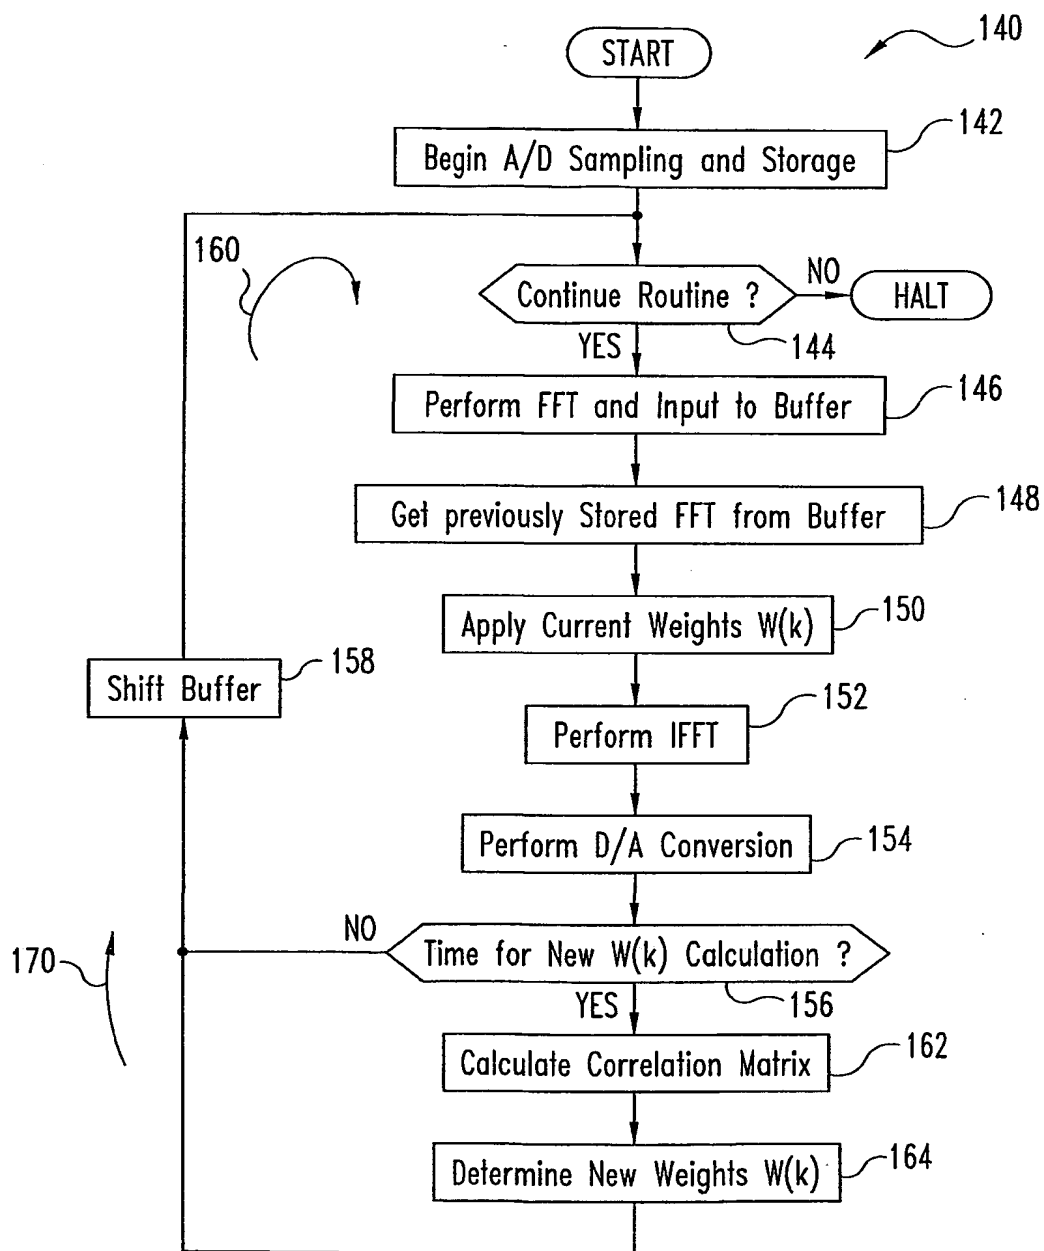 140
START
142
Begin A/D Sampling and Storage
160
Continue Routine ?
NO
HALT
144
YES
146
Perform FFT and Input to Buffer
148
Get previously Stored FFT from Buffer
150
Apply Current Weights W(k)
158
Shift Buffer
152
Perform IFFT
154
Perform D/A Conversion
NO
Time for New W(k) Calculation ?
170
156
YES
162
Calculate Correlation Matrix
164
Determine New Weights W(k)